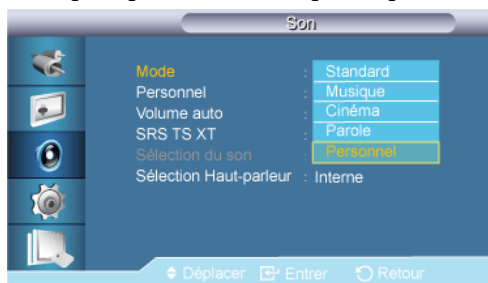 Son
Mode : Standard
Personnel Musique
Volume auto : Cinéma
SRS TS XT : Parole
Sélection du son : Personnel
Sélection Haut-parleur : Interne
Déplacer Entrer Retour